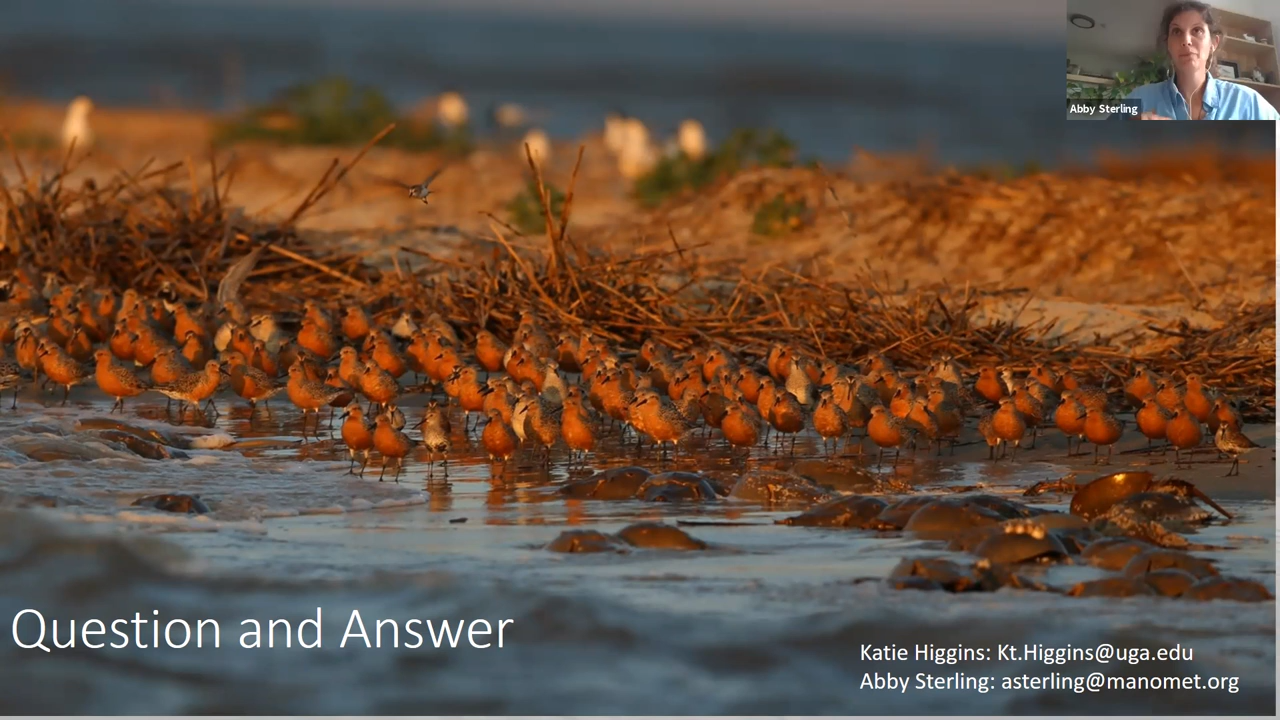 Abby Sterling
Question and Answer
Katie Higgins: Kt.Higgins@uga.edu
Abby Sterling: asterling@manomet.org